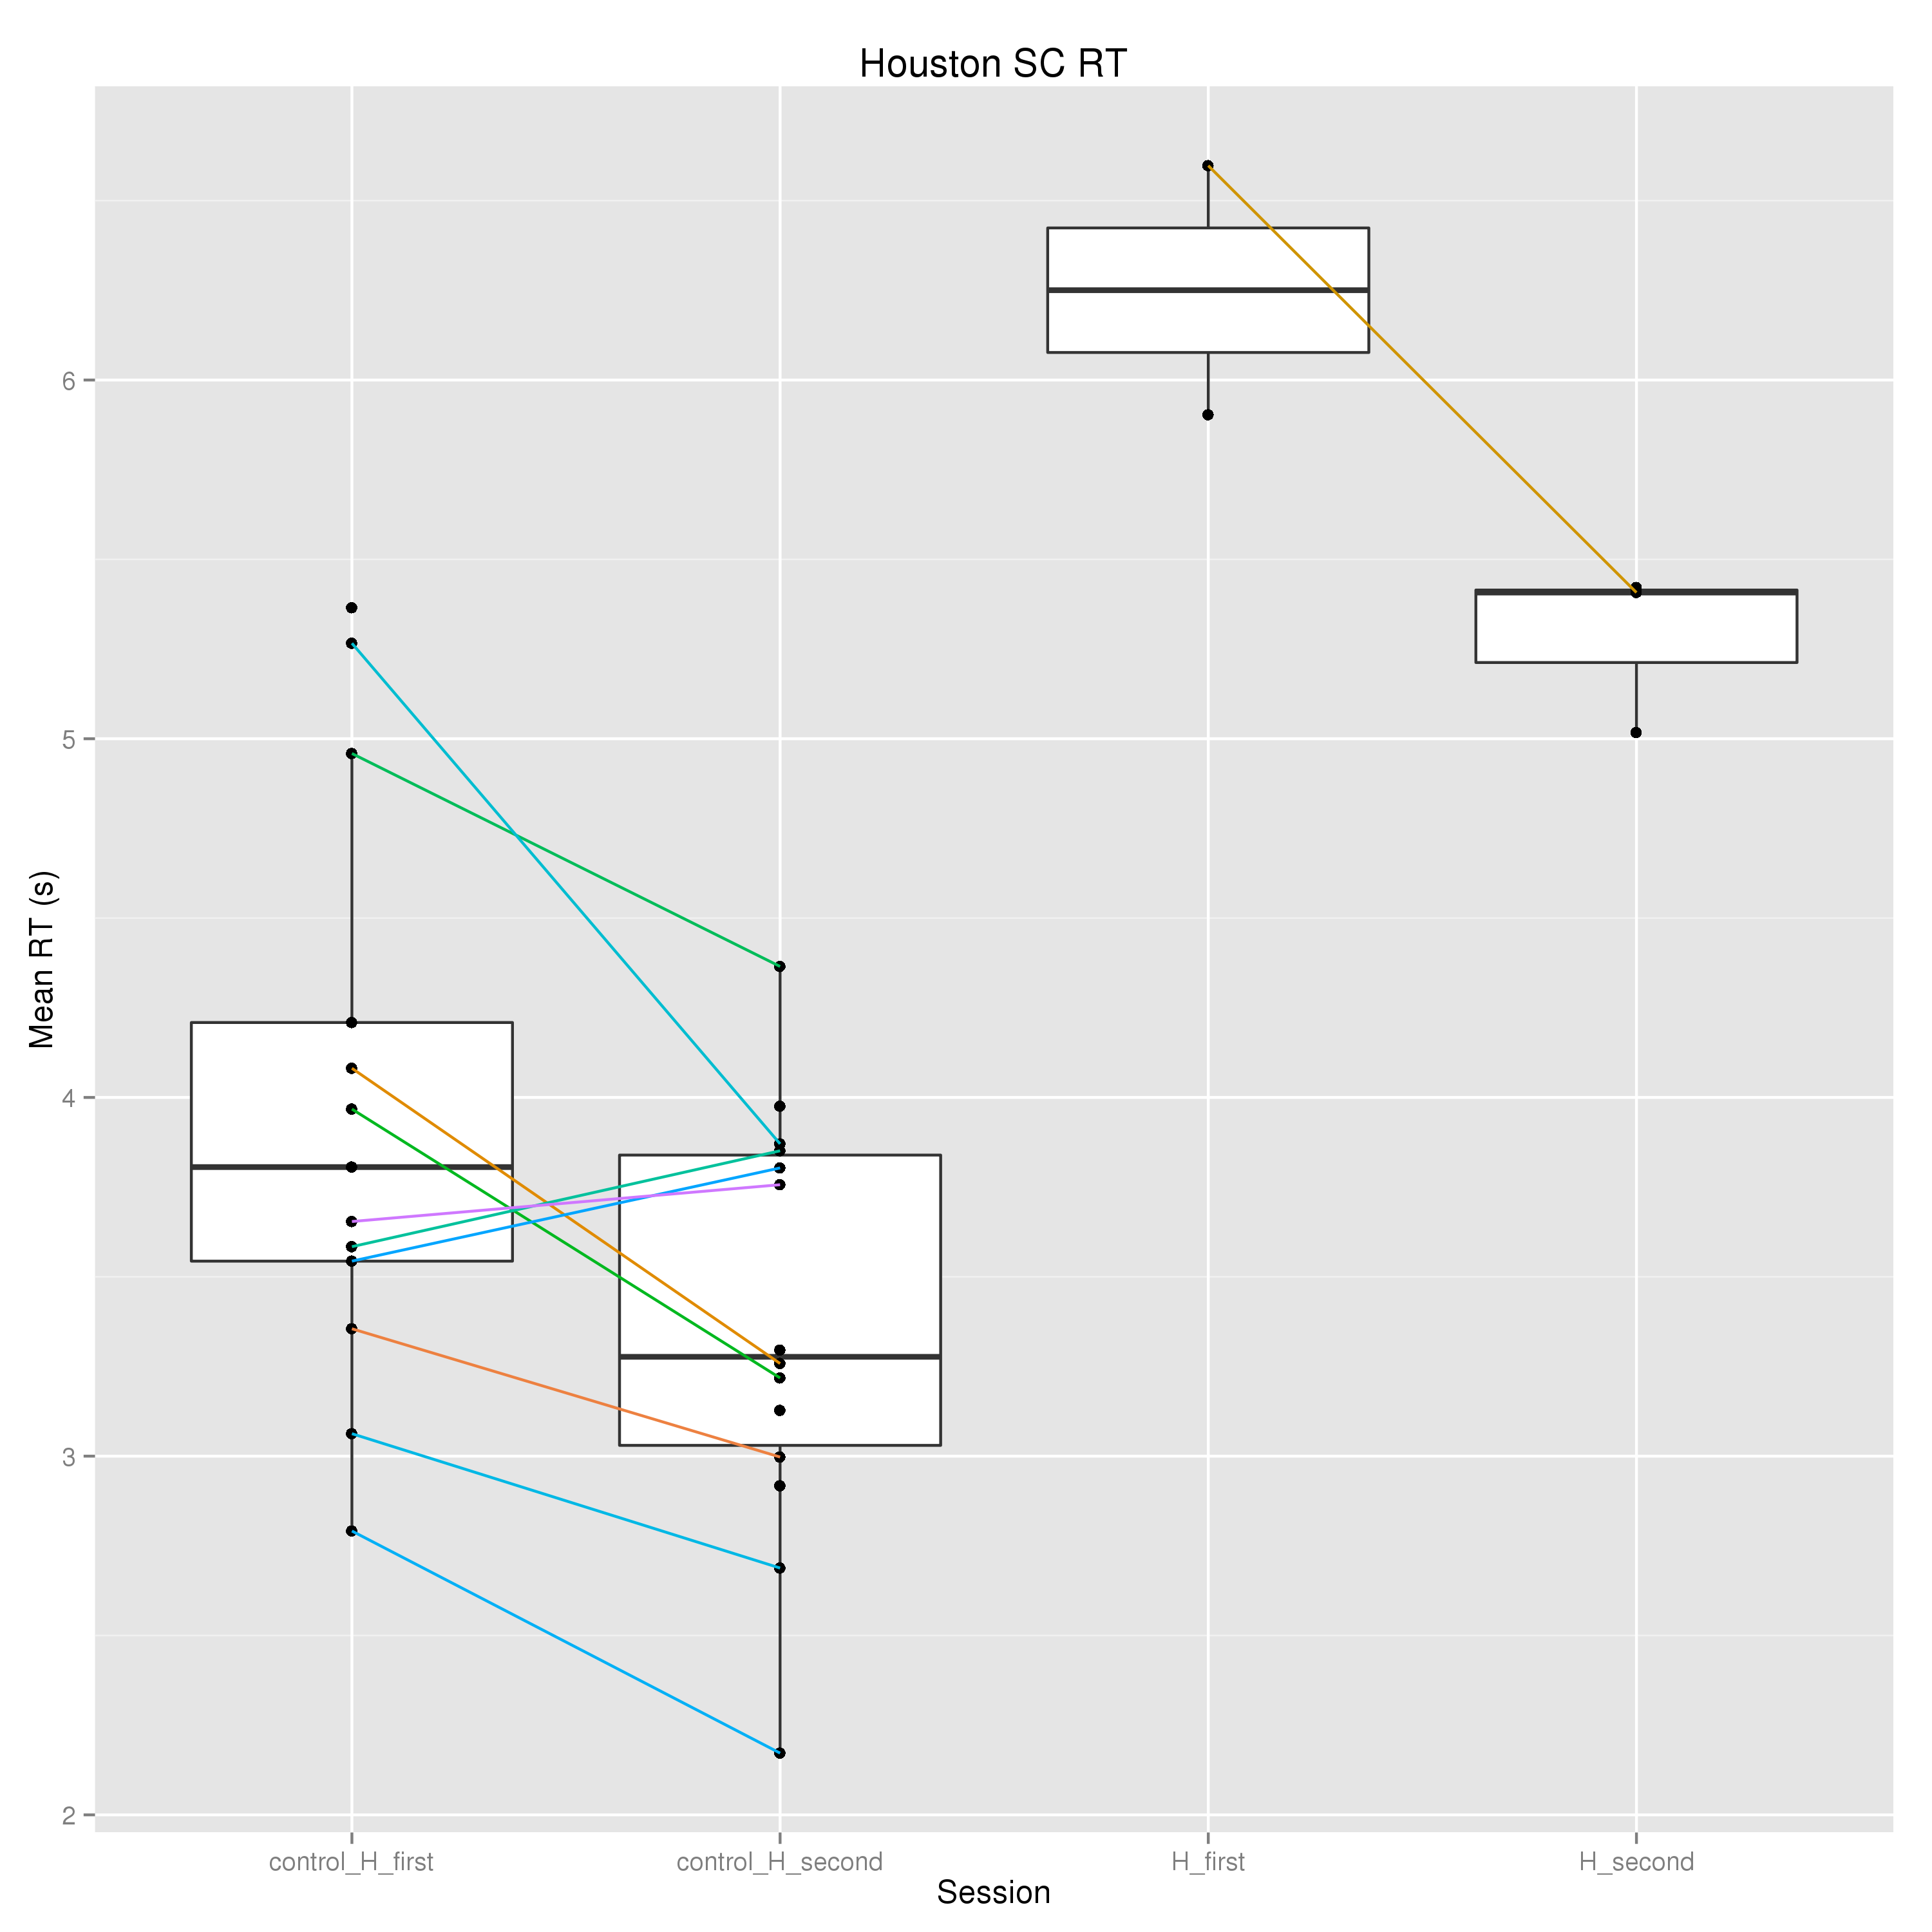 Houston SC RT
Mean RT (s)
6
5
4
3
2
control_H_first
control_H_second
H_first
H_second
Session